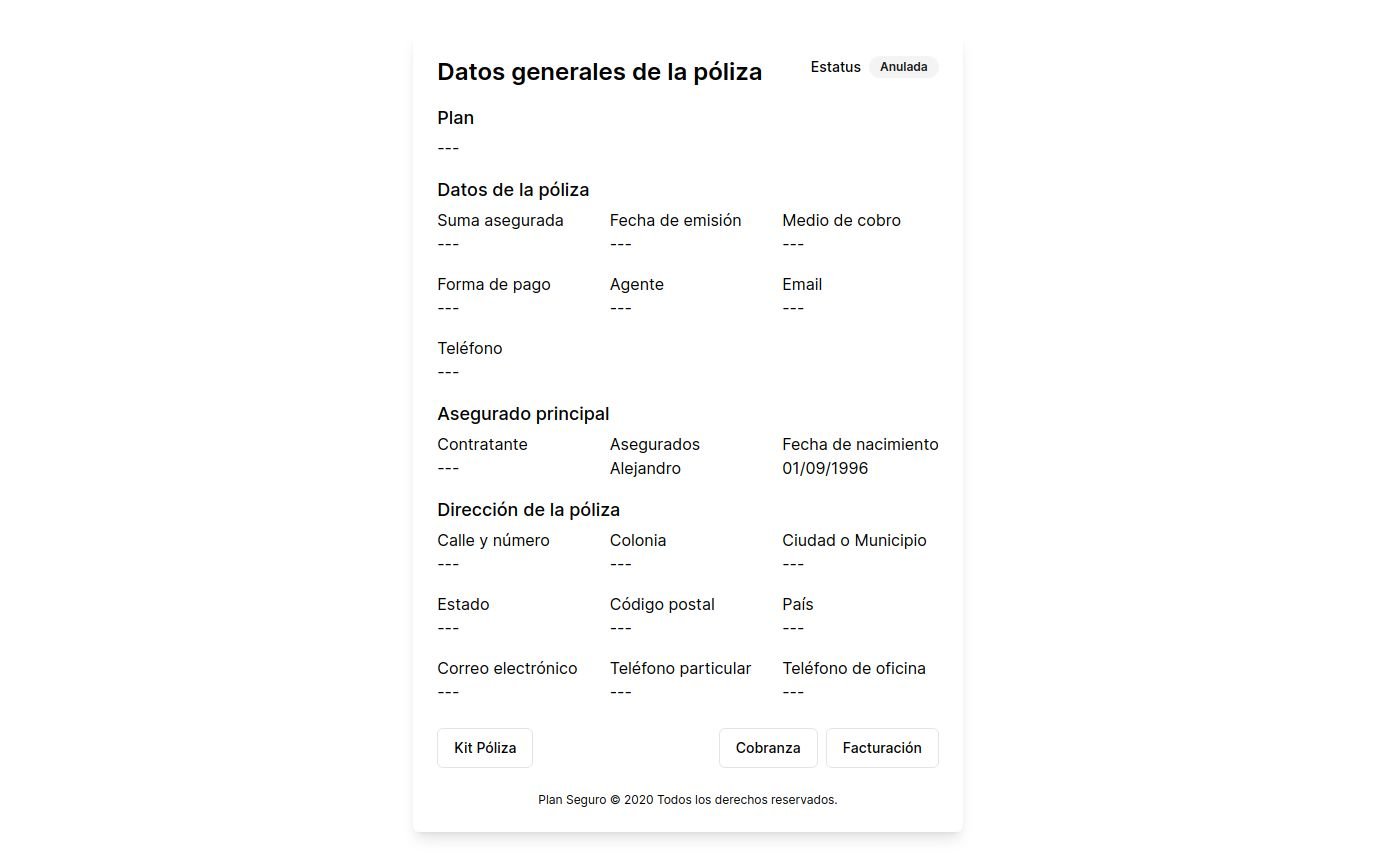 Datos generales de la póliza
Estatus Anulada
Plan
---
Datos de la póliza
Suma asegurada Fecha de emisión Medio de cobro
--- --- ---
Forma de pago Agente Email
--- --- ---
Teléfono
---
Asegurado principal
Contratante Asegurados Fecha de nacimiento
--- Alejandro 01/09/1996
Dirección de la póliza
Calle y número Colonia Ciudad o Municipio
--- --- ---
Estado Código postal País
--- --- ---
Correo electrónico Teléfono particular Teléfono de oficina
--- --- ---
Kit Póliza Cobranza Facturación
Plan Seguro © 2020 Todos los derechos reservados.